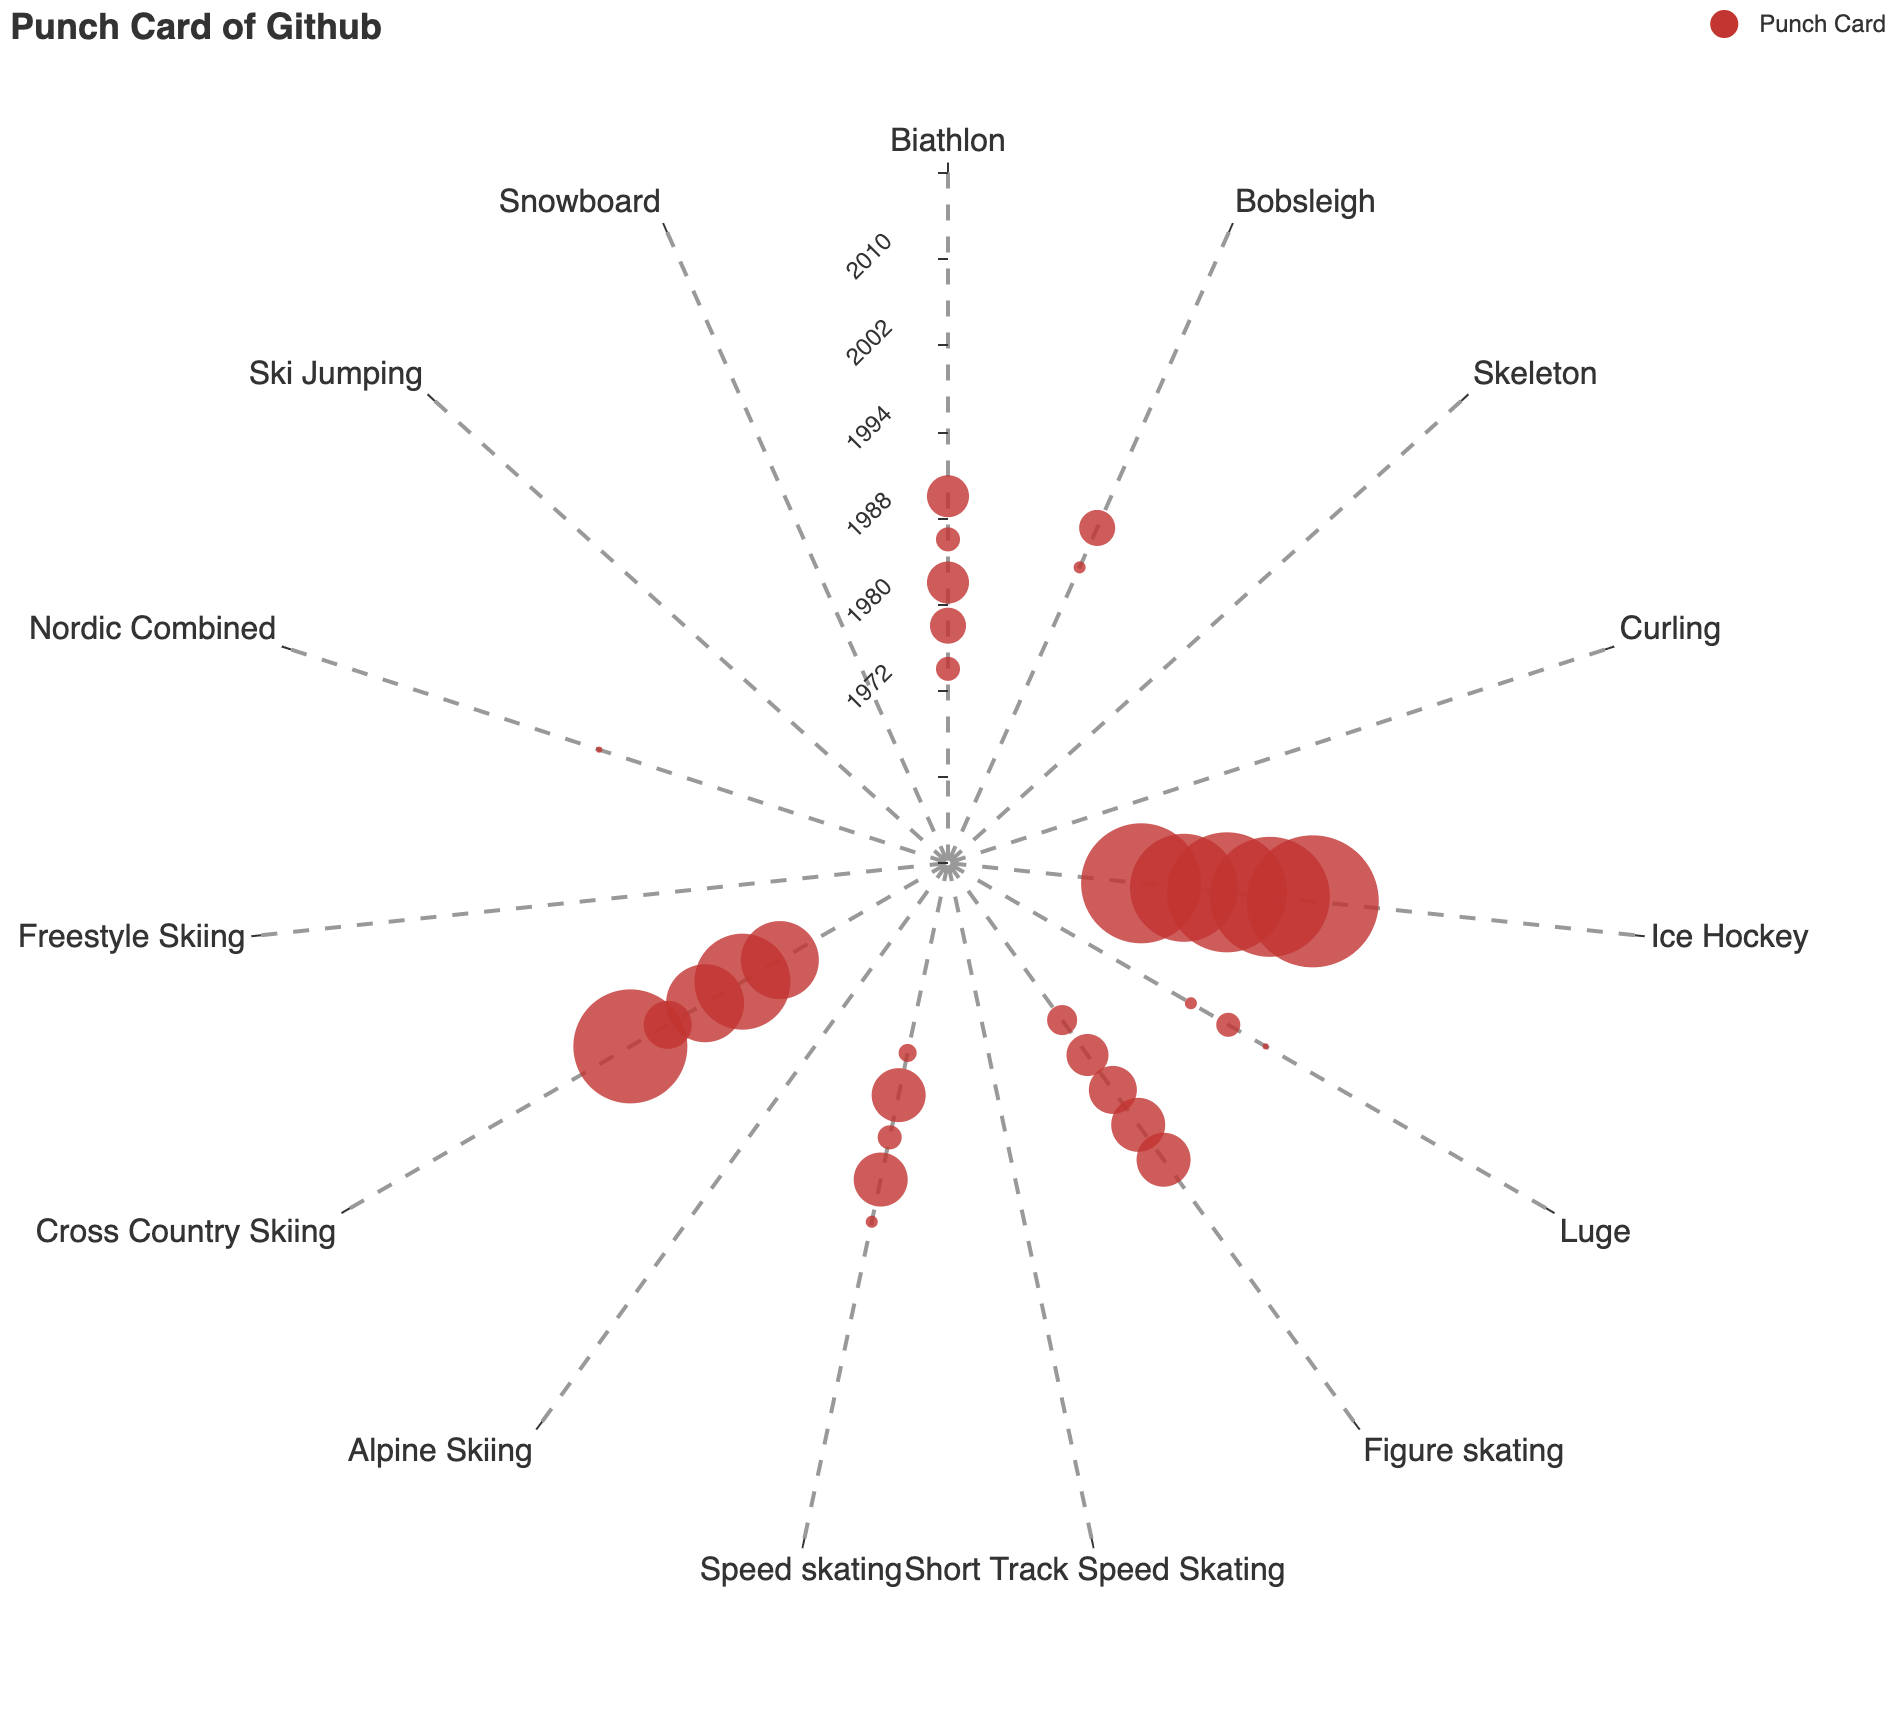 Punch Card of Github
Punch Card
Biathlon
Snowboard
Bobsleigh
2010
2002
Ski Jumping
Skeleton
1994
1988
1980
Nordic Combined
Curling
1972
Freestyle Skiing
Ice Hockey
Cross Country Skiing
Luge
Alpine Skiing
Figure skating
Speed skating
Short Track Speed Skating